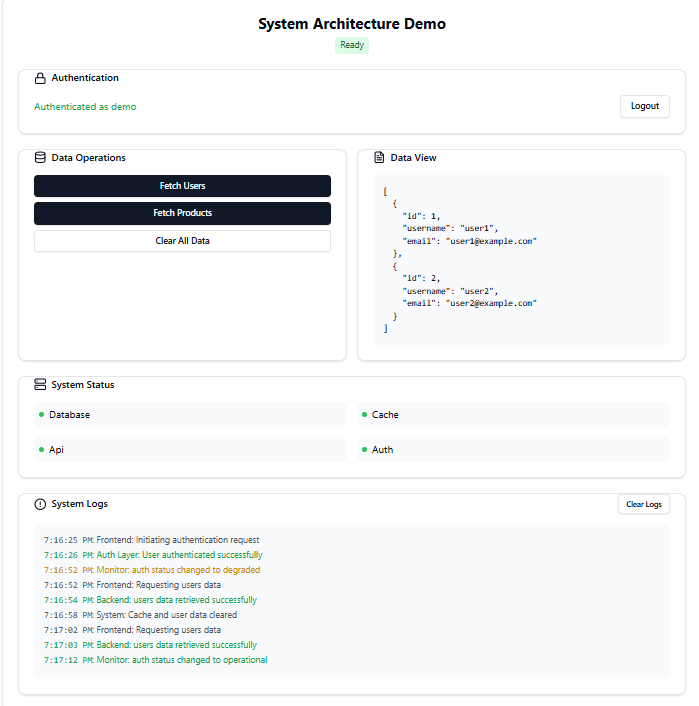 System Architecture Demo
Ready
Authentication
Authenticated as demo
Logout
Data Operations
Fetch Users
Fetch Products
Clear All Data
Data View
[
  {
    "id": 1,
    "username": "user1",
    "email": "user1@example.com"
  },
  {
    "id": 2,
    "username": "user2",
    "email": "user2@example.com"
  }
]
System Status
Database
Cache
Api
Auth
System Logs
Clear Logs
7:16:25 PM: Frontend: Initiating authentication request
7:16:26 PM: Auth Layer: User authenticated successfully
7:16:52 PM: Monitor: auth status changed to degraded
7:16:52 PM: Frontend: Requesting users data
7:16:54 PM: Backend: users data retrieved successfully
7:16:58 PM: System: Cache and user data cleared
7:17:02 PM: Frontend: Requesting users data
7:17:03 PM: Backend: users data retrieved successfully
7:17:12 PM: Monitor: auth status changed to operational